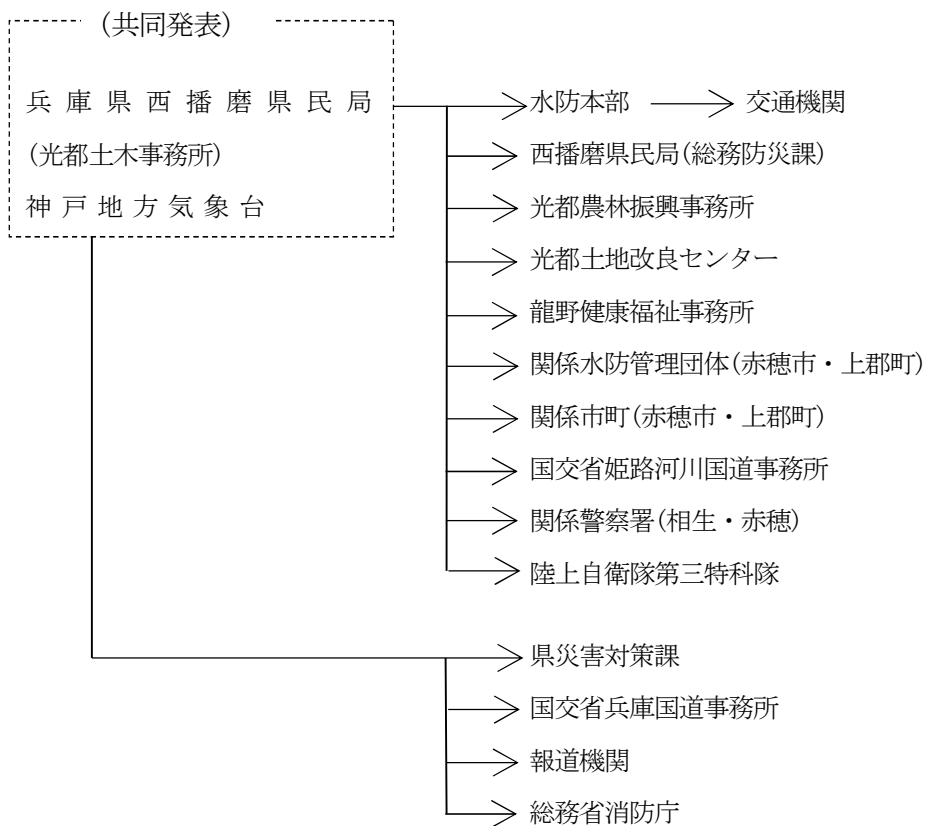 (共同発表)
兵庫県西播磨県民局
(光都土木事務所)
神戸地方気象台
水防本部
交通機関
西播磨県民局(総務防災課)
光都農林振興事務所
光都土地改良センター
龍野健康福祉事務所
関係水防管理団体(赤穂市・上郡町)
関係市町(赤穂市・上郡町)
国交省姫路河川国道事務所
関係警察署(相生・赤穂)
陸上自衛隊第三特科隊
県災害対策課
国交省兵庫国道事務所
報道機関
総務省消防庁